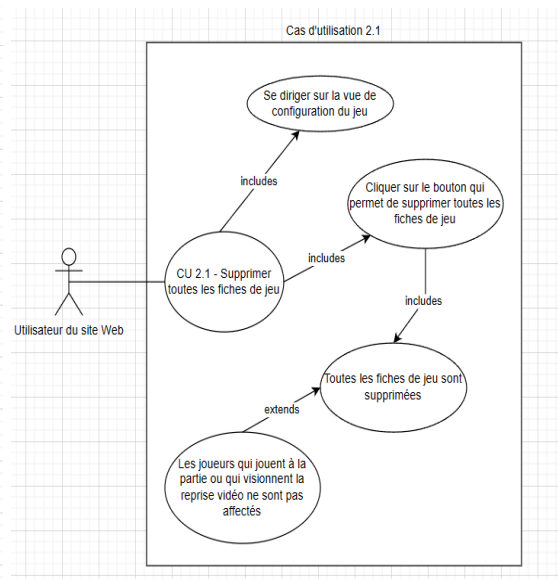 Cas d'utilisation 2.1
Se diriger sur la vue de
configuration du jeu
includes
Cliquer sur le bouton qui
permet de supprimer toutes les
fiches de jeu
includes
CU 2.1 - Supprimer
toutes les fiches de jeu
Utilisateur du site Web
includes
Toutes les fiches de jeu sont
supprimées
extends
Les joueurs qui jouent à la
partie ou qui visionnent la
reprise vidéo ne sont pas
affectés